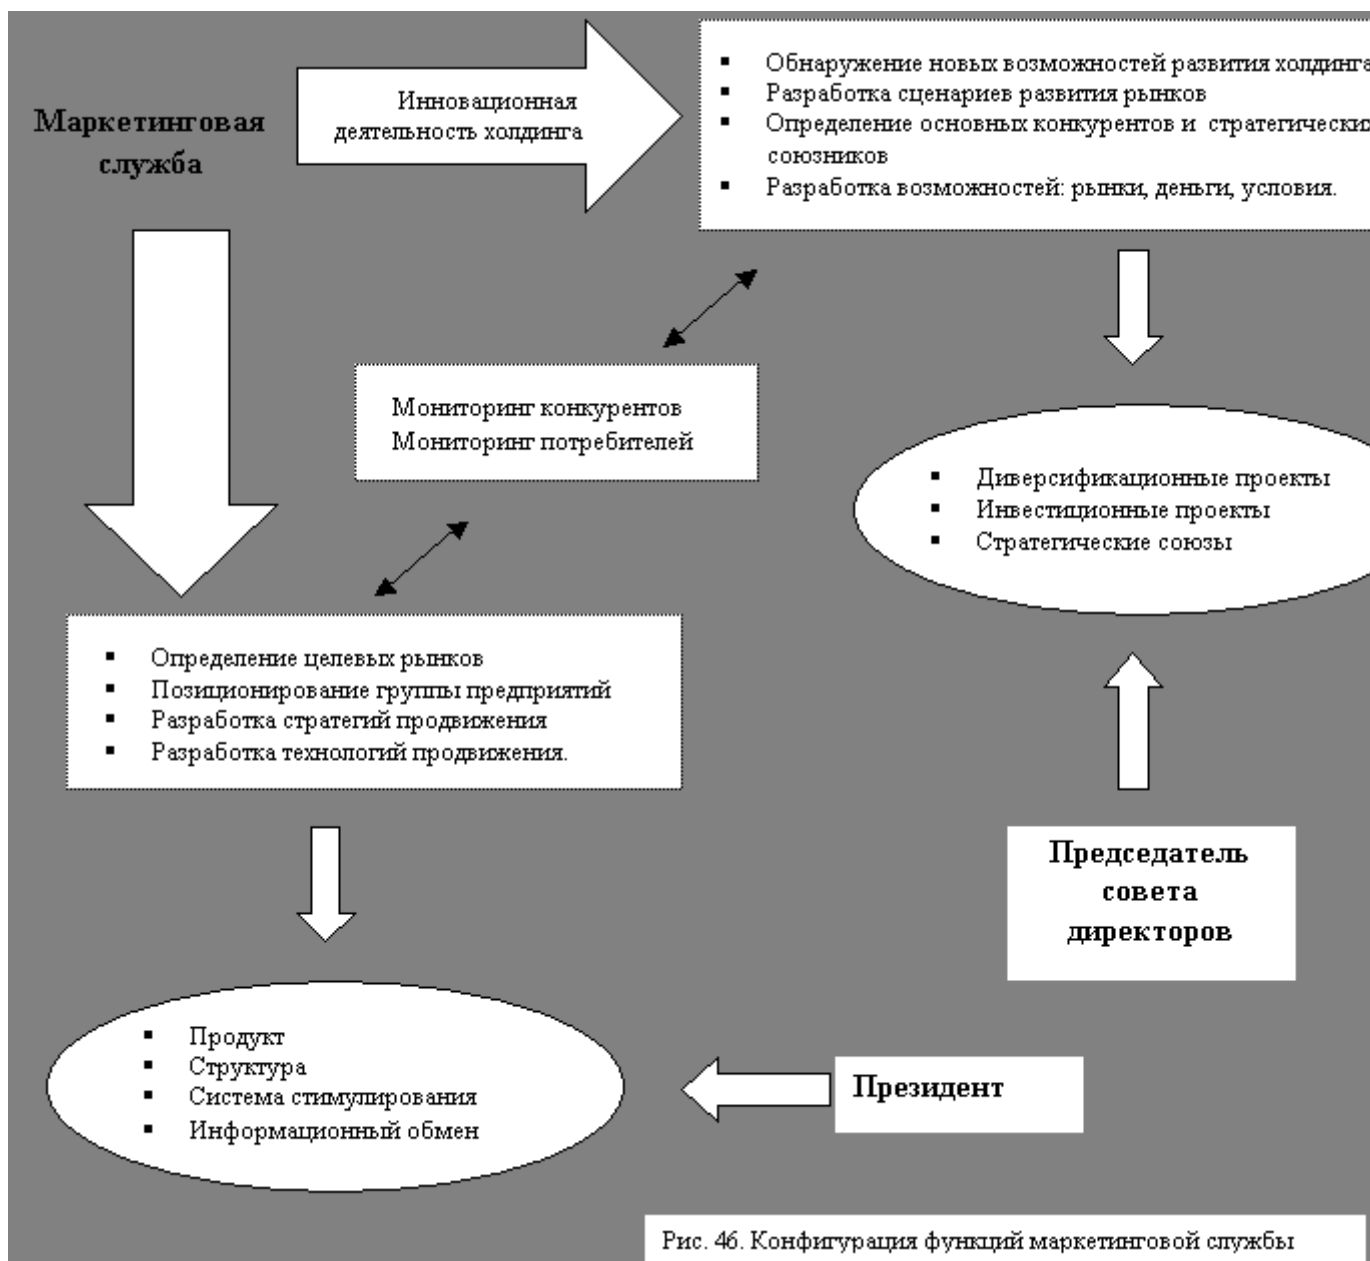 Маркетинговая
служба
Инновационная
деятельность холдинга
▪ Обнаружение новых возможностей развития холдинга
▪ Разработка сценариев развития рынков
▪ Определение основных конкурентов и стратегических
союзников
▪ Разработка возможностей: рынки, деньги, условия.
Мониторинг конкурентов
Мониторинг потребителей
▪ Диверсификационные проекты
▪ Инвестиционные проекты
▪ Стратегические союзы
▪ Определение целевых рынков
▪ Позиционирование группы предприятий
▪ Разработка стратегий продвижения
▪ Разработка технологий продвижения.
Председатель
совета
директоров
▪ Продукт
▪ Структура
▪ Система стимулирования
▪ Информационный обмен
Президент
Рис. 46. Конфигурация функций маркетинговой службы